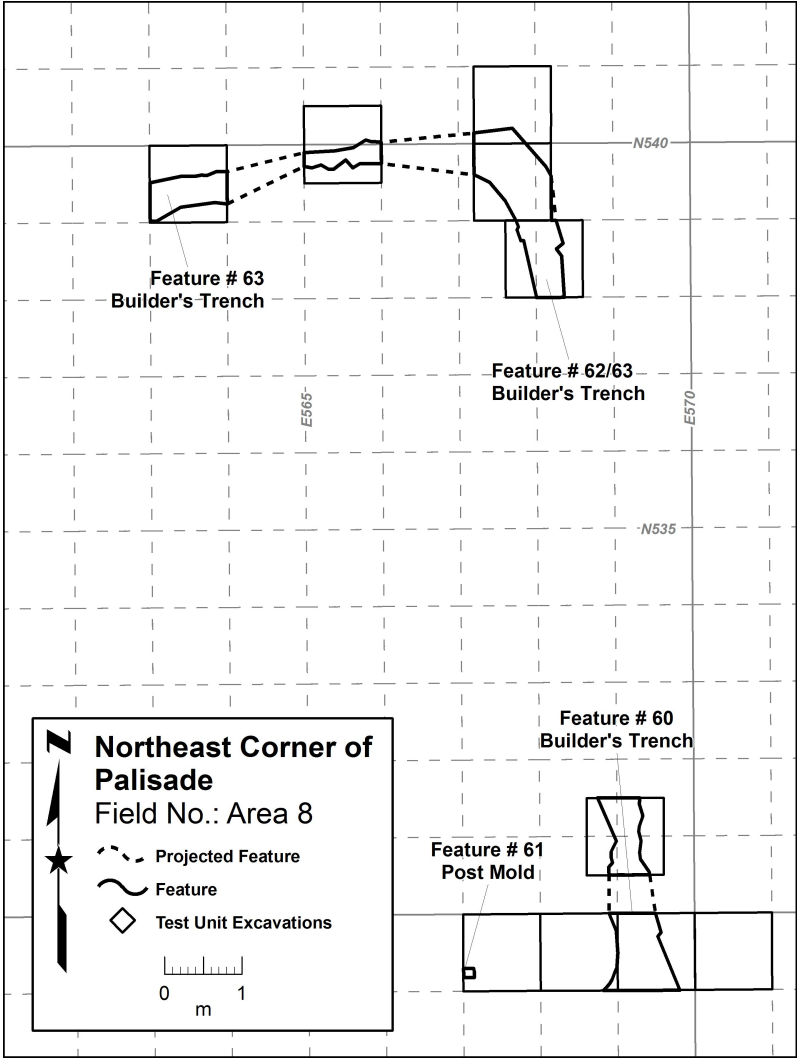 N540
Feature # 63
Builder's Trench
Feature # 62/63
Builder's Trench
E565
E570
N535
Feature # 60
Builder's Trench
Feature # 61
Post Mold
N
Northeast Corner of
Palisade
Field No.: Area 8
Projected Feature
Feature
Test Unit Excavations
0 1
m